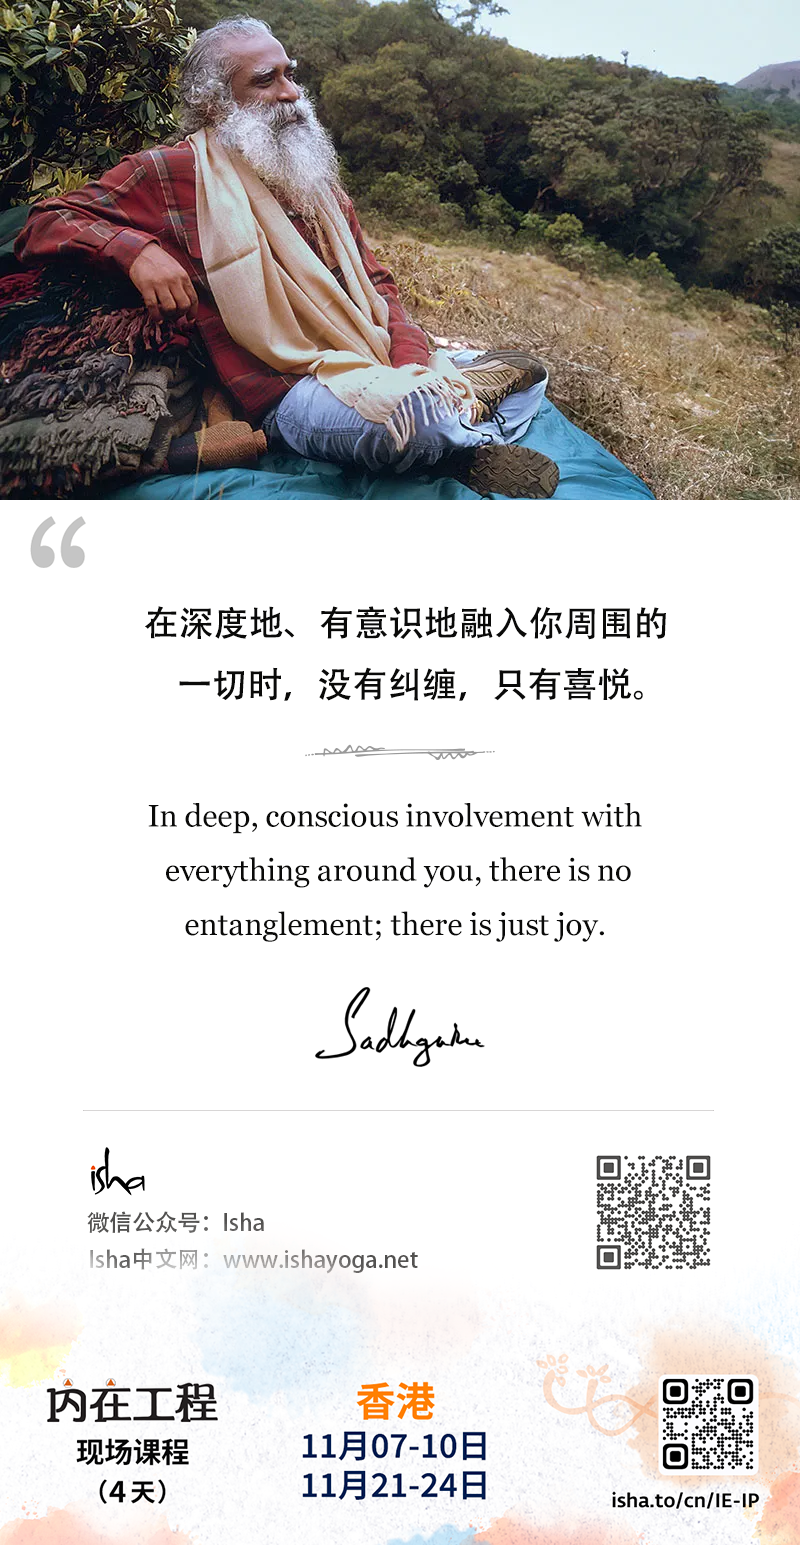 “
在深度地、有意识地融入你周围的
一切时，没有纠缠，只有喜悦。
In deep, conscious involvement with
everything around you, there is no
entanglement; there is just joy.
Sadhguru
isha
微信公众号：Isha
Isha中文网：www.ishayoga.net
内在工程
现场课程
（4天）
香港
11月07-10日
11月21-24日
isha.to/cn/IE-IP